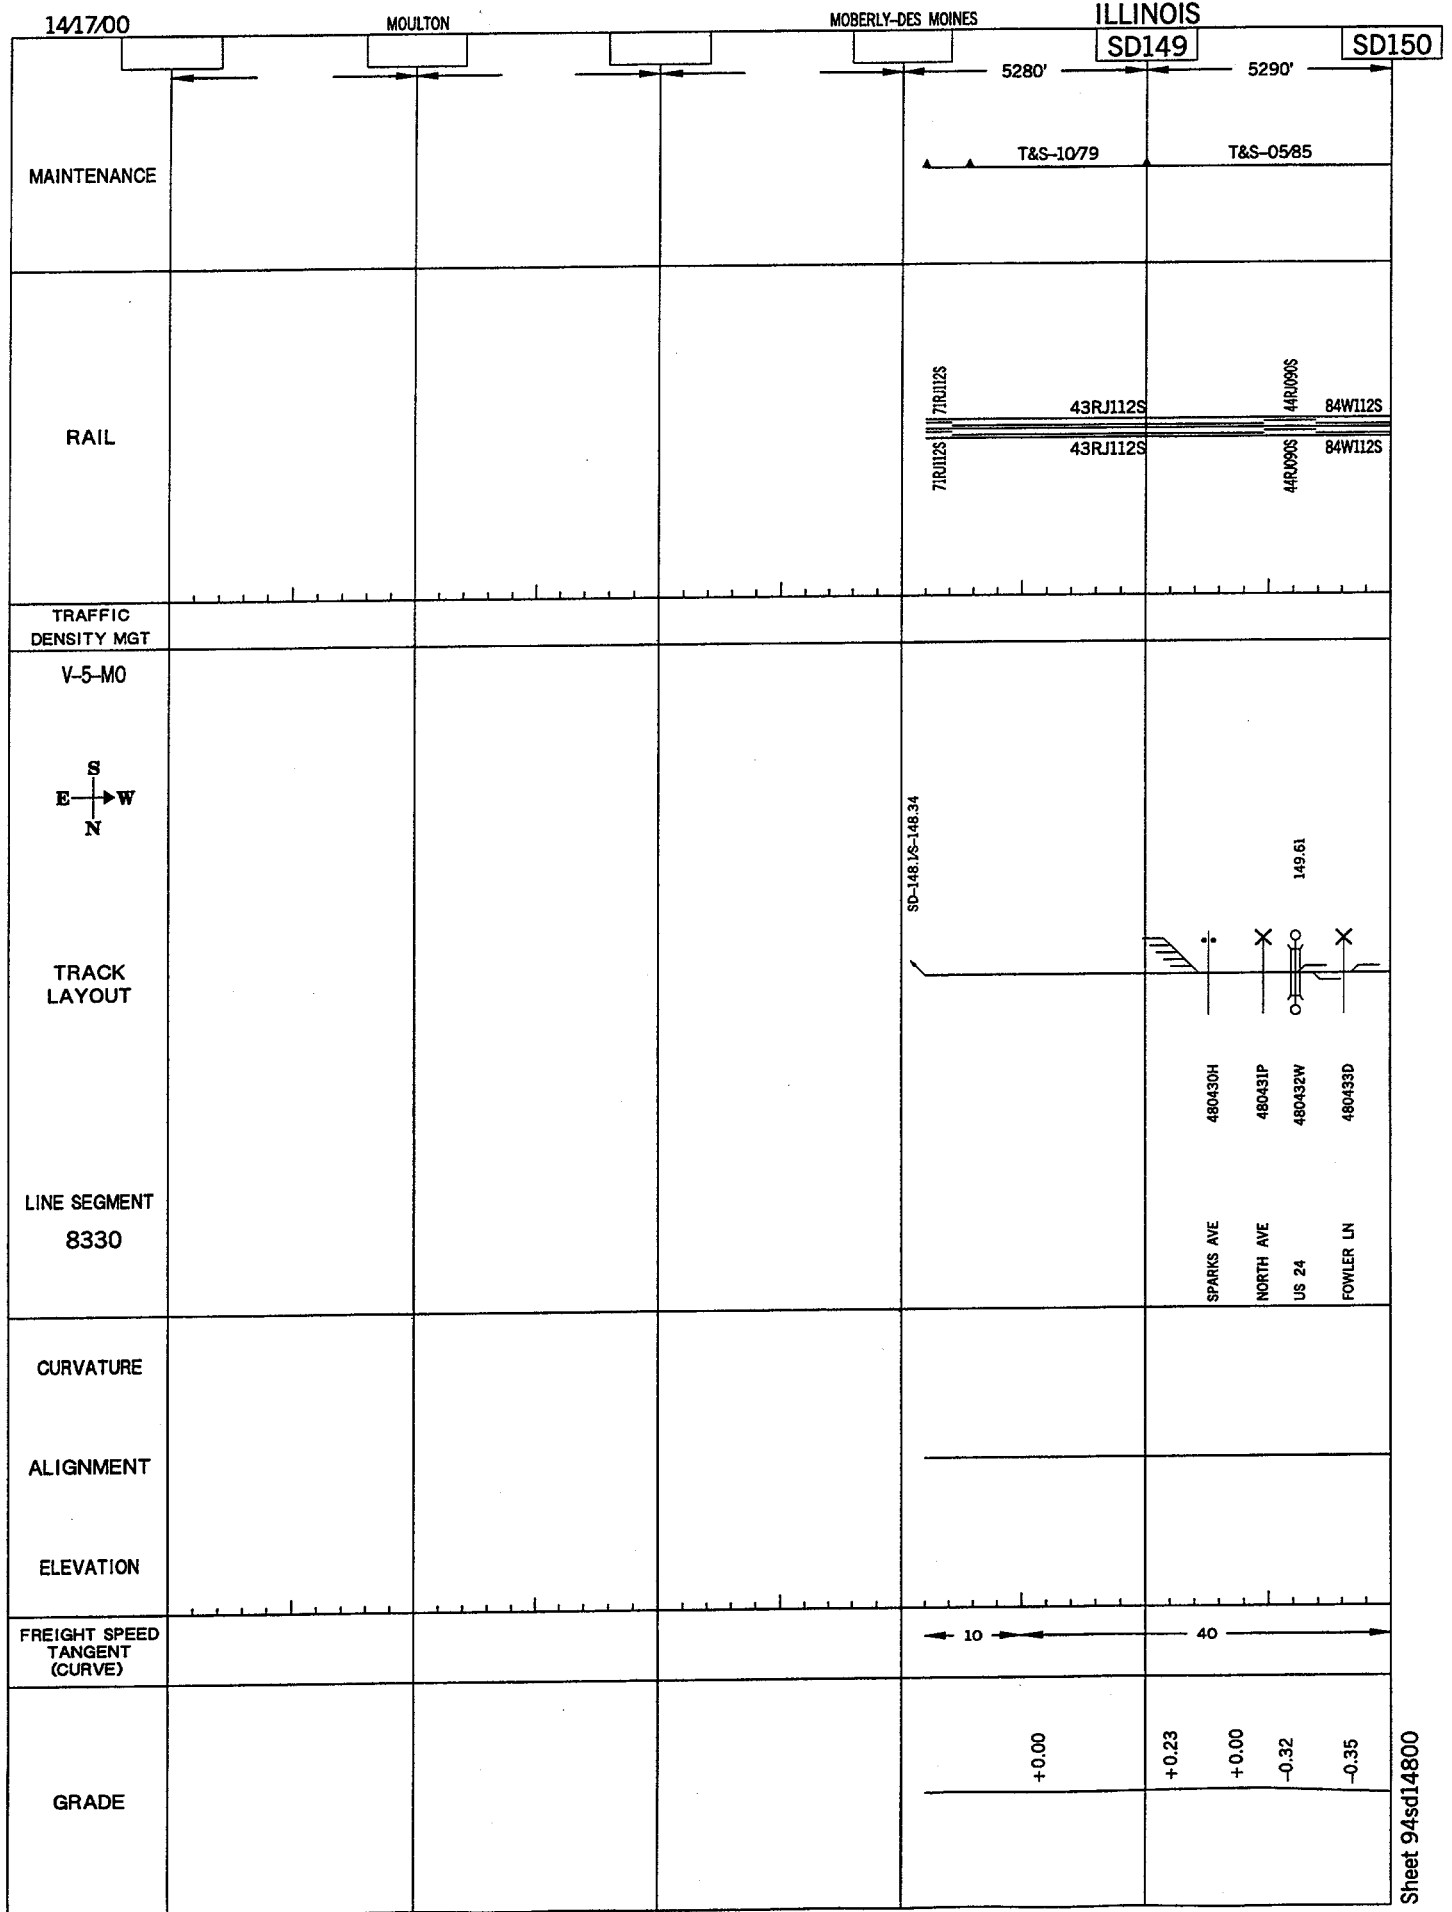 14/17/00
MOULTON
MOBERLY-DES MOINES
ILLINOIS
SD149
SD150
5280'
5290'
MAINTENANCE
T&S-10/79
T&S-05/85
RAIL
71RJ112S
43RJ112S
44RJ090S
84W112S
71RJ112S
43RJ112S
44RJ090S
84W112S
TRAFFIC
DENSITY MGT
V-5-MO
S
E W
N
SD-148.1/S-148.34
149.61
TRACK
LAYOUT
480430H
480431P
480432W
480433D
LINE SEGMENT
8330
SPARKS AVE
NORTH AVE
US 24
FOWLER LN
CURVATURE
ALIGNMENT
ELEVATION
FREIGHT SPEED
TANGENT
(CURVE)
10
40
GRADE
+0.00
+0.23
+0.00
-0.32
-0.35
Sheet 94sd14800